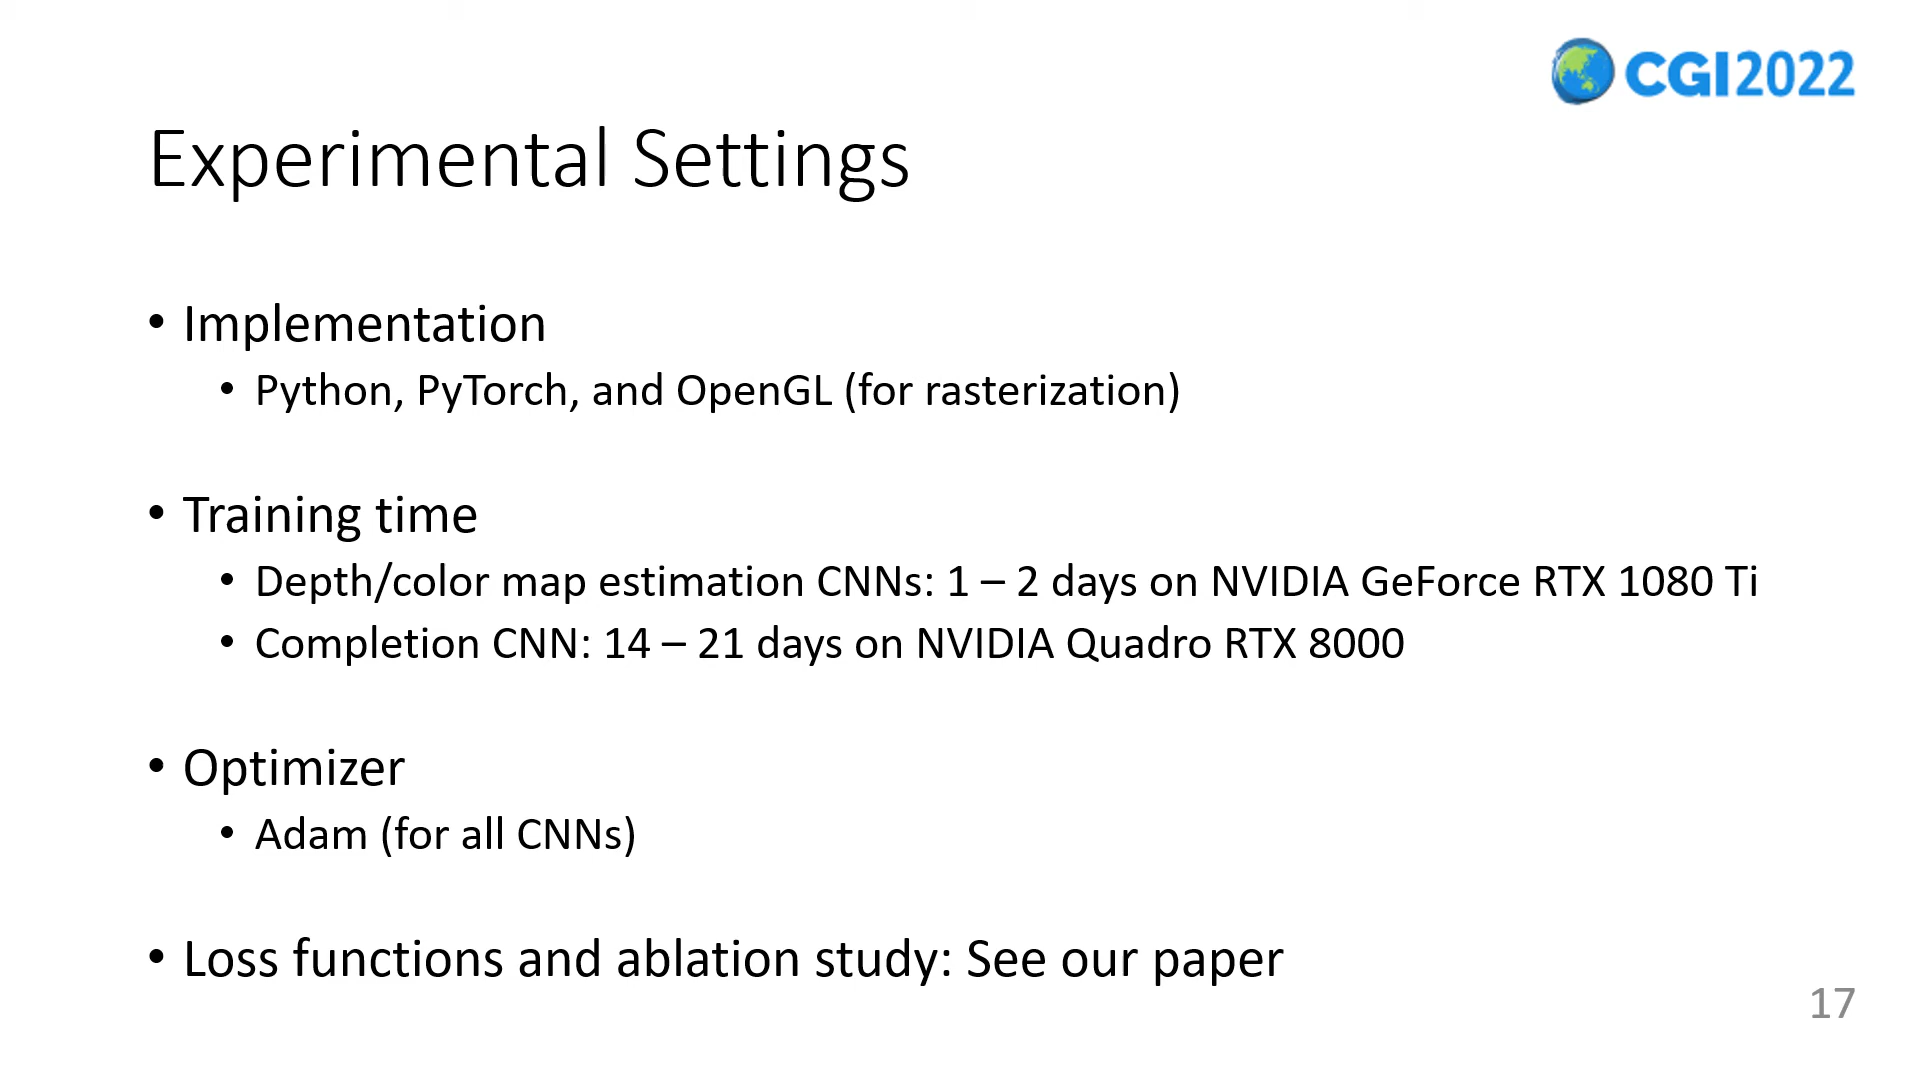 CGI2022
Experimental Settings
• Implementation
• Python, PyTorch, and OpenGL (for rasterization)
• Training time
• Depth/color map estimation CNNs: 1 – 2 days on NVIDIA GeForce RTX 1080 Ti
• Completion CNN: 14 – 21 days on NVIDIA Quadro RTX 8000
• Optimizer
• Adam (for all CNNs)
• Loss functions and ablation study: See our paper
17